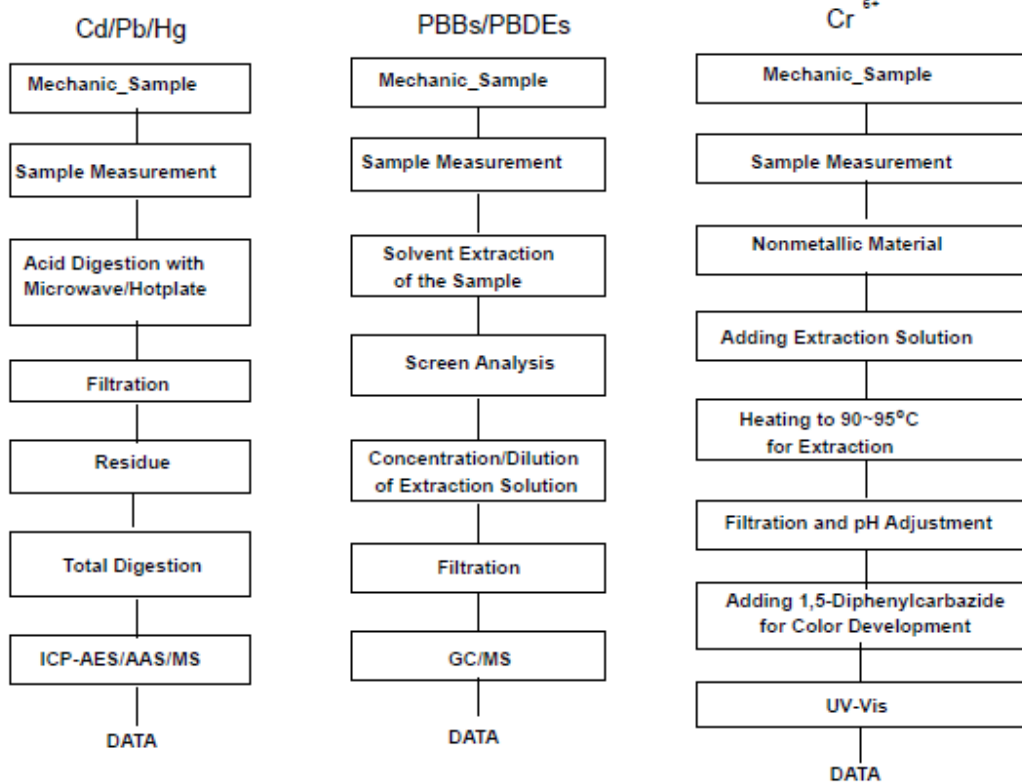 Cd/Pb/Hg
Mechanic_Sample
Sample Measurement
Acid Digestion with
Microwave/Hotplate
Filtration
Residue
Total Digestion
ICP-AES/AAS/MS
DATA
PBBs/PBDEs
Mechanic_Sample
Sample Measurement
Solvent Extraction
of the Sample
Screen Analysis
Concentration/Dilution
of Extraction Solution
Filtration
GC/MS
DATA
Cr 6+
Mechanic_Sample
Sample Measurement
Nonmetallic Material
Adding Extraction Solution
Heating to 90~95°C
for Extraction
Filtration and pH Adjustment
Adding 1,5-Diphenylcarbazide
for Color Development
UV-Vis
DATA